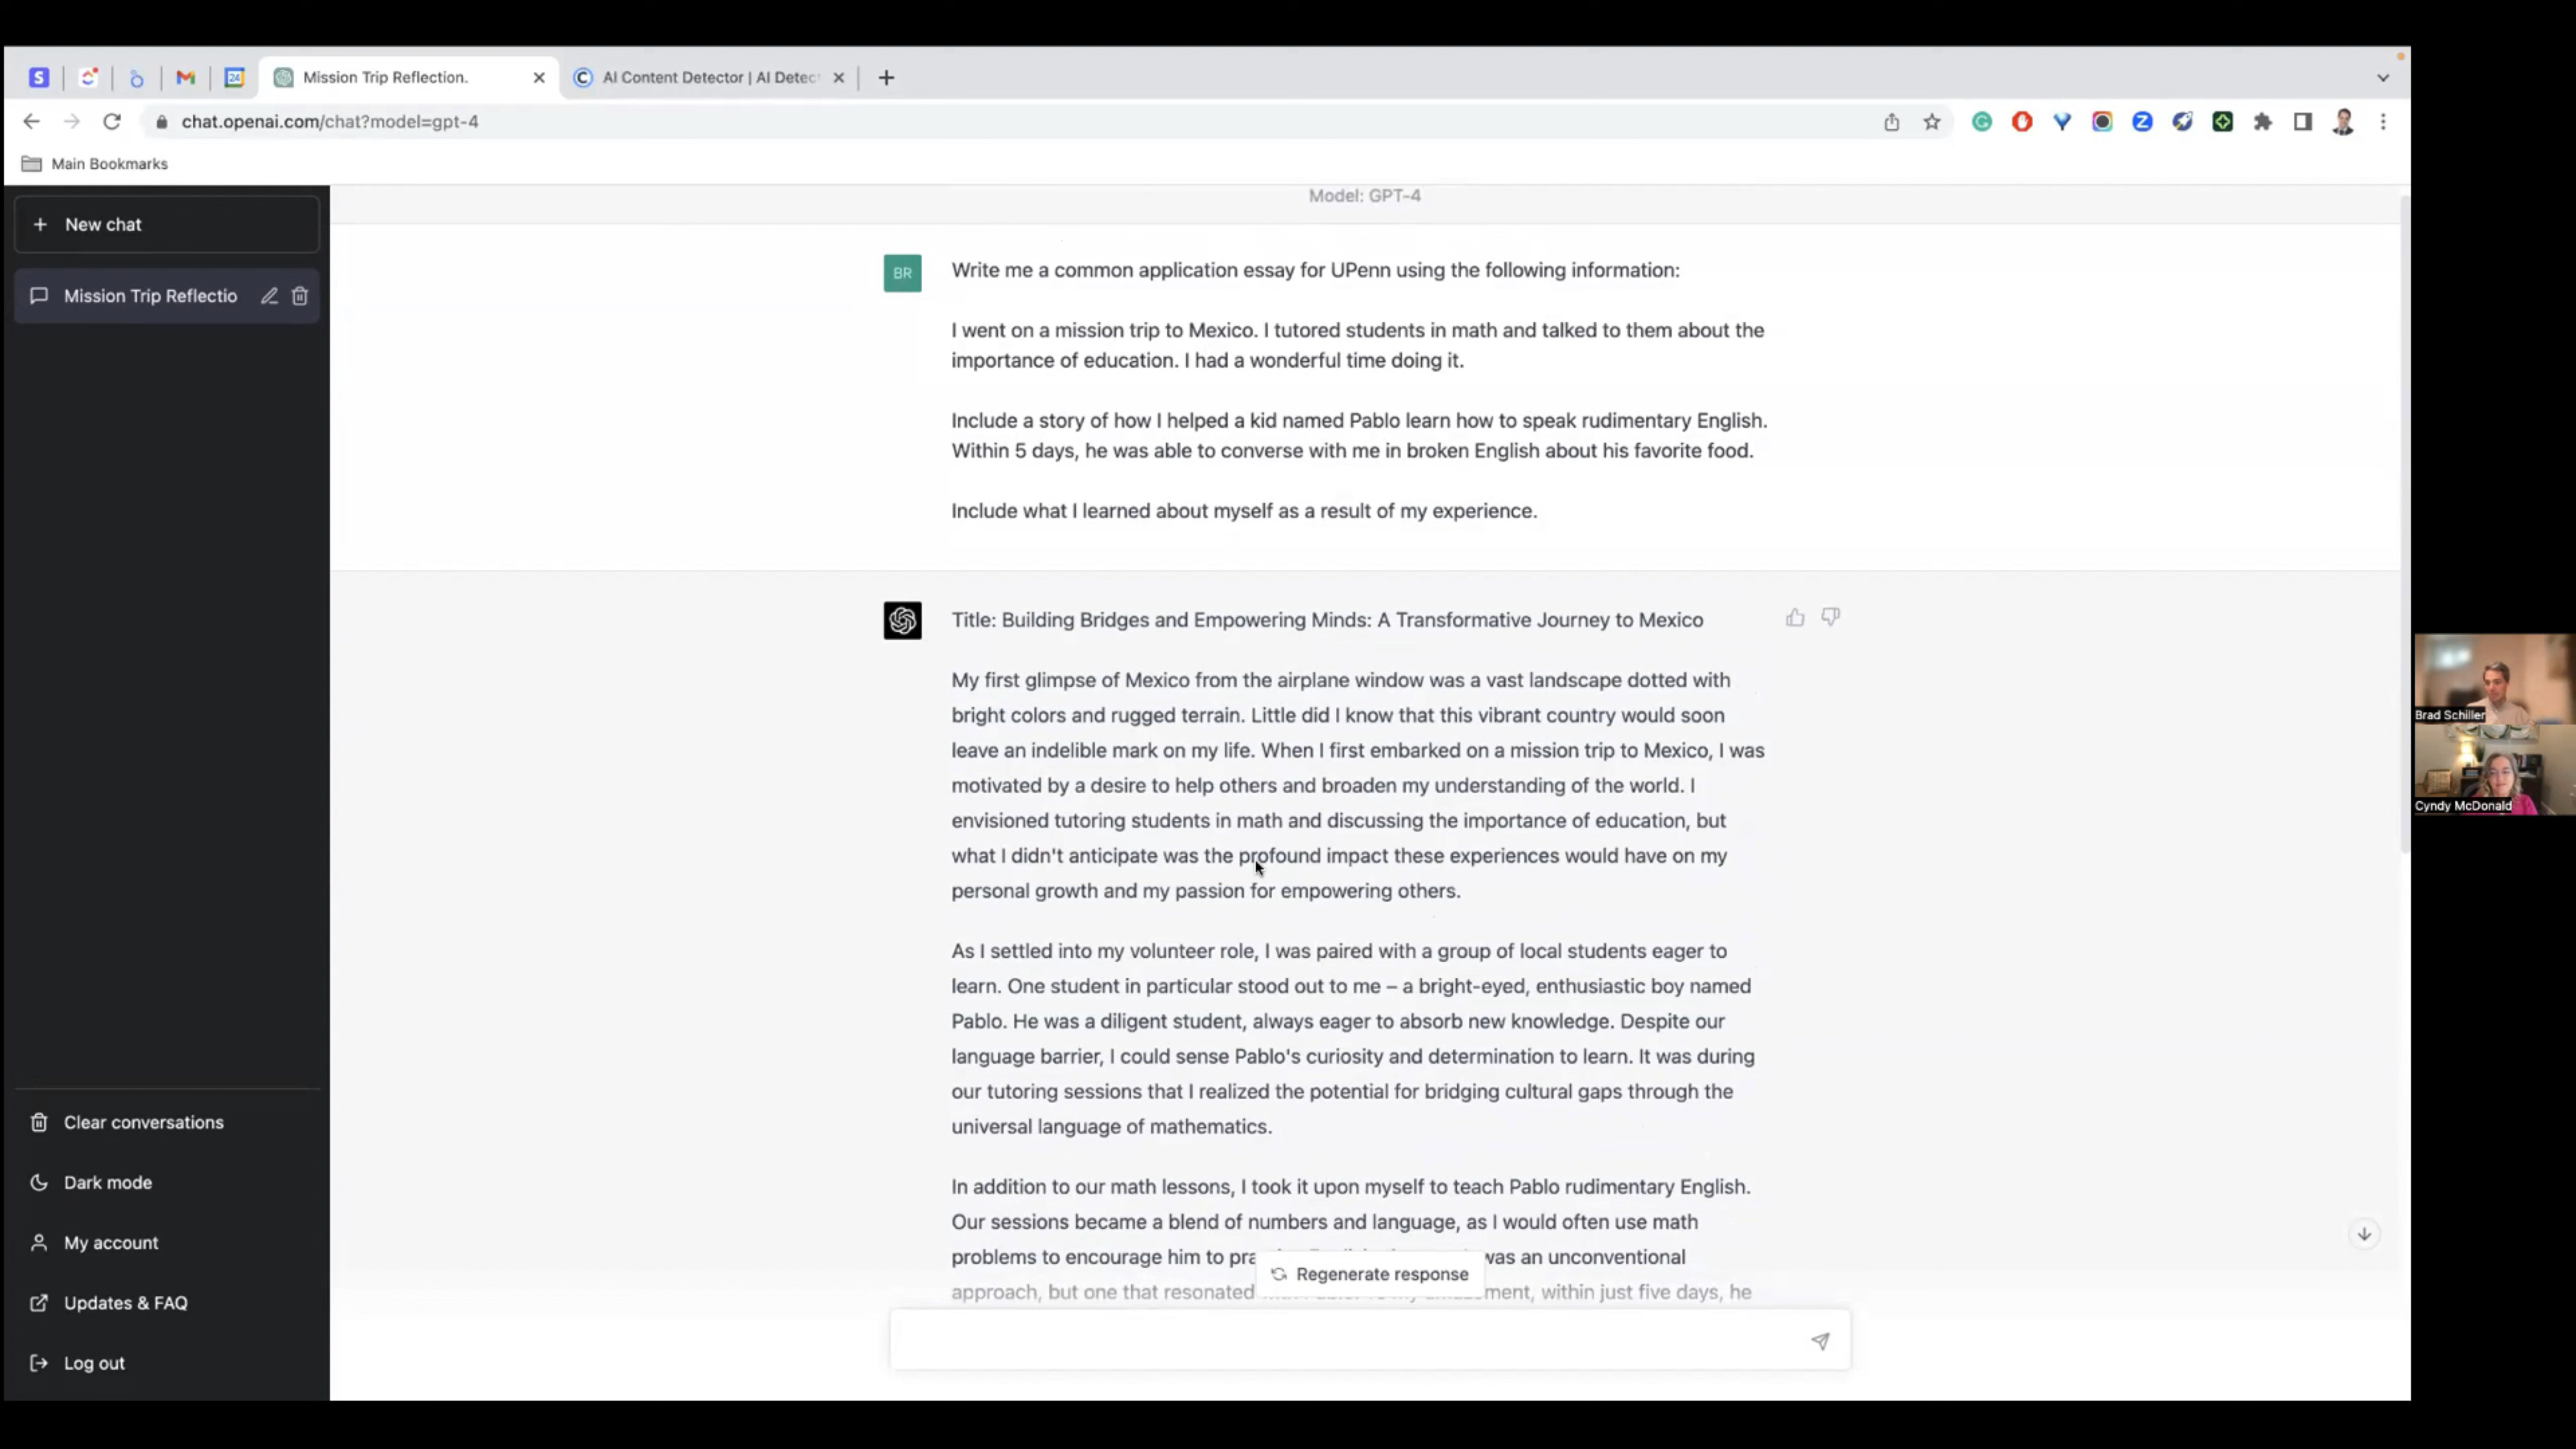 Mission Trip Reflection.
AI Content Detector | AI Detec
chat.openai.com/chat?model=gpt-4
Main Bookmarks
New chat
Mission Trip Reflectio
Clear conversations
Dark mode
My account
Updates & FAQ
Log out
Model: GPT-4
BR
Write me a common application essay for UPenn using the following information:
I went on a mission trip to Mexico. I tutored students in math and talked to them about the
importance of education. I had a wonderful time doing it.
Include a story of how I helped a kid named Pablo learn how to speak rudimentary English.
Within 5 days, he was able to converse with me in broken English about his favorite food.
Include what I learned about myself as a result of my experience.
Title: Building Bridges and Empowering Minds: A Transformative Journey to Mexico
My first glimpse of Mexico from the airplane window was a vast landscape dotted with
bright colors and rugged terrain. Little did I know that this vibrant country would soon
leave an indelible mark on my life. When I first embarked on a mission trip to Mexico, I was
motivated by a desire to help others and broaden my understanding of the world. I
envisioned tutoring students in math and discussing the importance of education, but
what I didn't anticipate was the profound impact these experiences would have on my
personal growth and my passion for empowering others.
As I settled into my volunteer role, I was paired with a group of local students eager to
learn. One student in particular stood out to me – a bright-eyed, enthusiastic boy named
Pablo. He was a diligent student, always eager to absorb new knowledge. Despite our
language barrier, I could sense Pablo's curiosity and determination to learn. It was during
our tutoring sessions that I realized the potential for bridging cultural gaps through the
universal language of mathematics.
In addition to our math lessons, I took it upon myself to teach Pablo rudimentary English.
Our sessions became a blend of numbers and language, as I would often use math
problems to encourage him to was an unconventional
Regenerate response
approach, but one that resonated within just five days, he
Brad Schiller
Cyndy McDonald